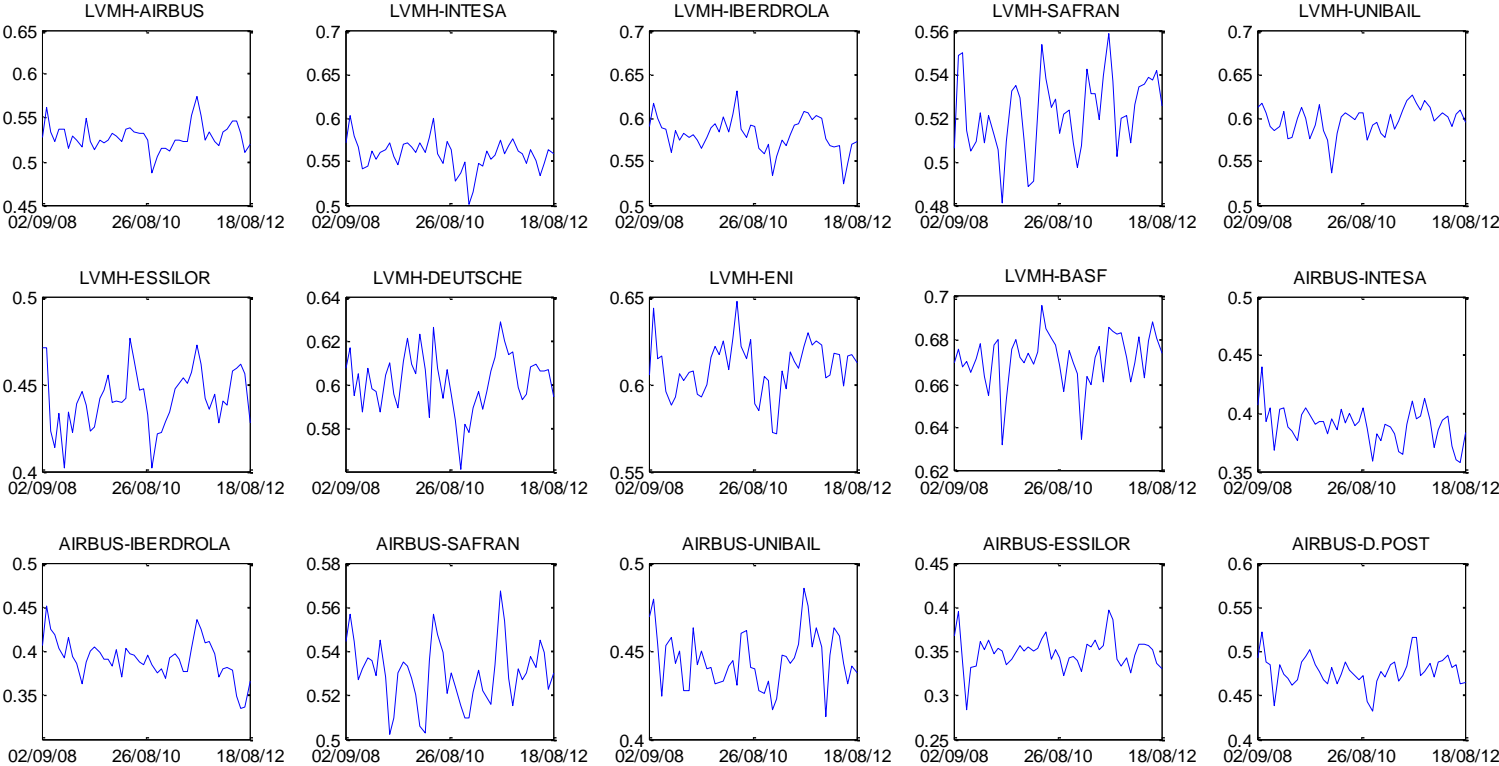 LVMH-AIRBUS LVMH-INTESA LVMH-IBERDROLA LVMH-SAFRAN LVMH-UNIBAIL
0.65 0.7 0.7 0.56 0.7
0.6 0.65 0.65 0.54 0.65
0.55 0.6 0.6 0.52 0.6
0.5 0.55 0.55 0.5 0.55
0.45 0.5 0.5 0.48 0.5
02/09/08 26/08/10 18/08/12 02/09/08 26/08/10 18/08/12 02/09/08 26/08/10 18/08/12 02/09/08 26/08/10 18/08/12 02/09/08 26/08/10 18/08/12
LVMH-ESSILOR LVMH-DEUTSCHE LVMH-ENI LVMH-BASF AIRBUS-INTESA
0.5 0.64 0.65 0.7 0.5
0.62 0.68 0.45
0.45 0.6 0.6 0.66 0.4
0.58 0.64
0.4 0.55 0.62 0.35
02/09/08 26/08/10 18/08/12 02/09/08 26/08/10 18/08/12 02/09/08 26/08/10 18/08/12 02/09/08 26/08/10 18/08/12 02/09/08 26/08/10 18/08/12
AIRBUS-IBERDROLA AIRBUS-SAFRAN AIRBUS-UNIBAIL AIRBUS-ESSILOR AIRBUS-D.POST
0.5 0.58 0.5 0.45 0.6
0.45 0.56 0.4 0.55
0.4 0.54 0.45 0.35 0.5
0.35 0.52 0.3 0.45
0.5 0.4 0.25 0.4
02/09/08 26/08/10 18/08/12 02/09/08 26/08/10 18/08/12 02/09/08 26/08/10 18/08/12 02/09/08 26/08/10 18/08/12 02/09/08 26/08/10 18/08/12